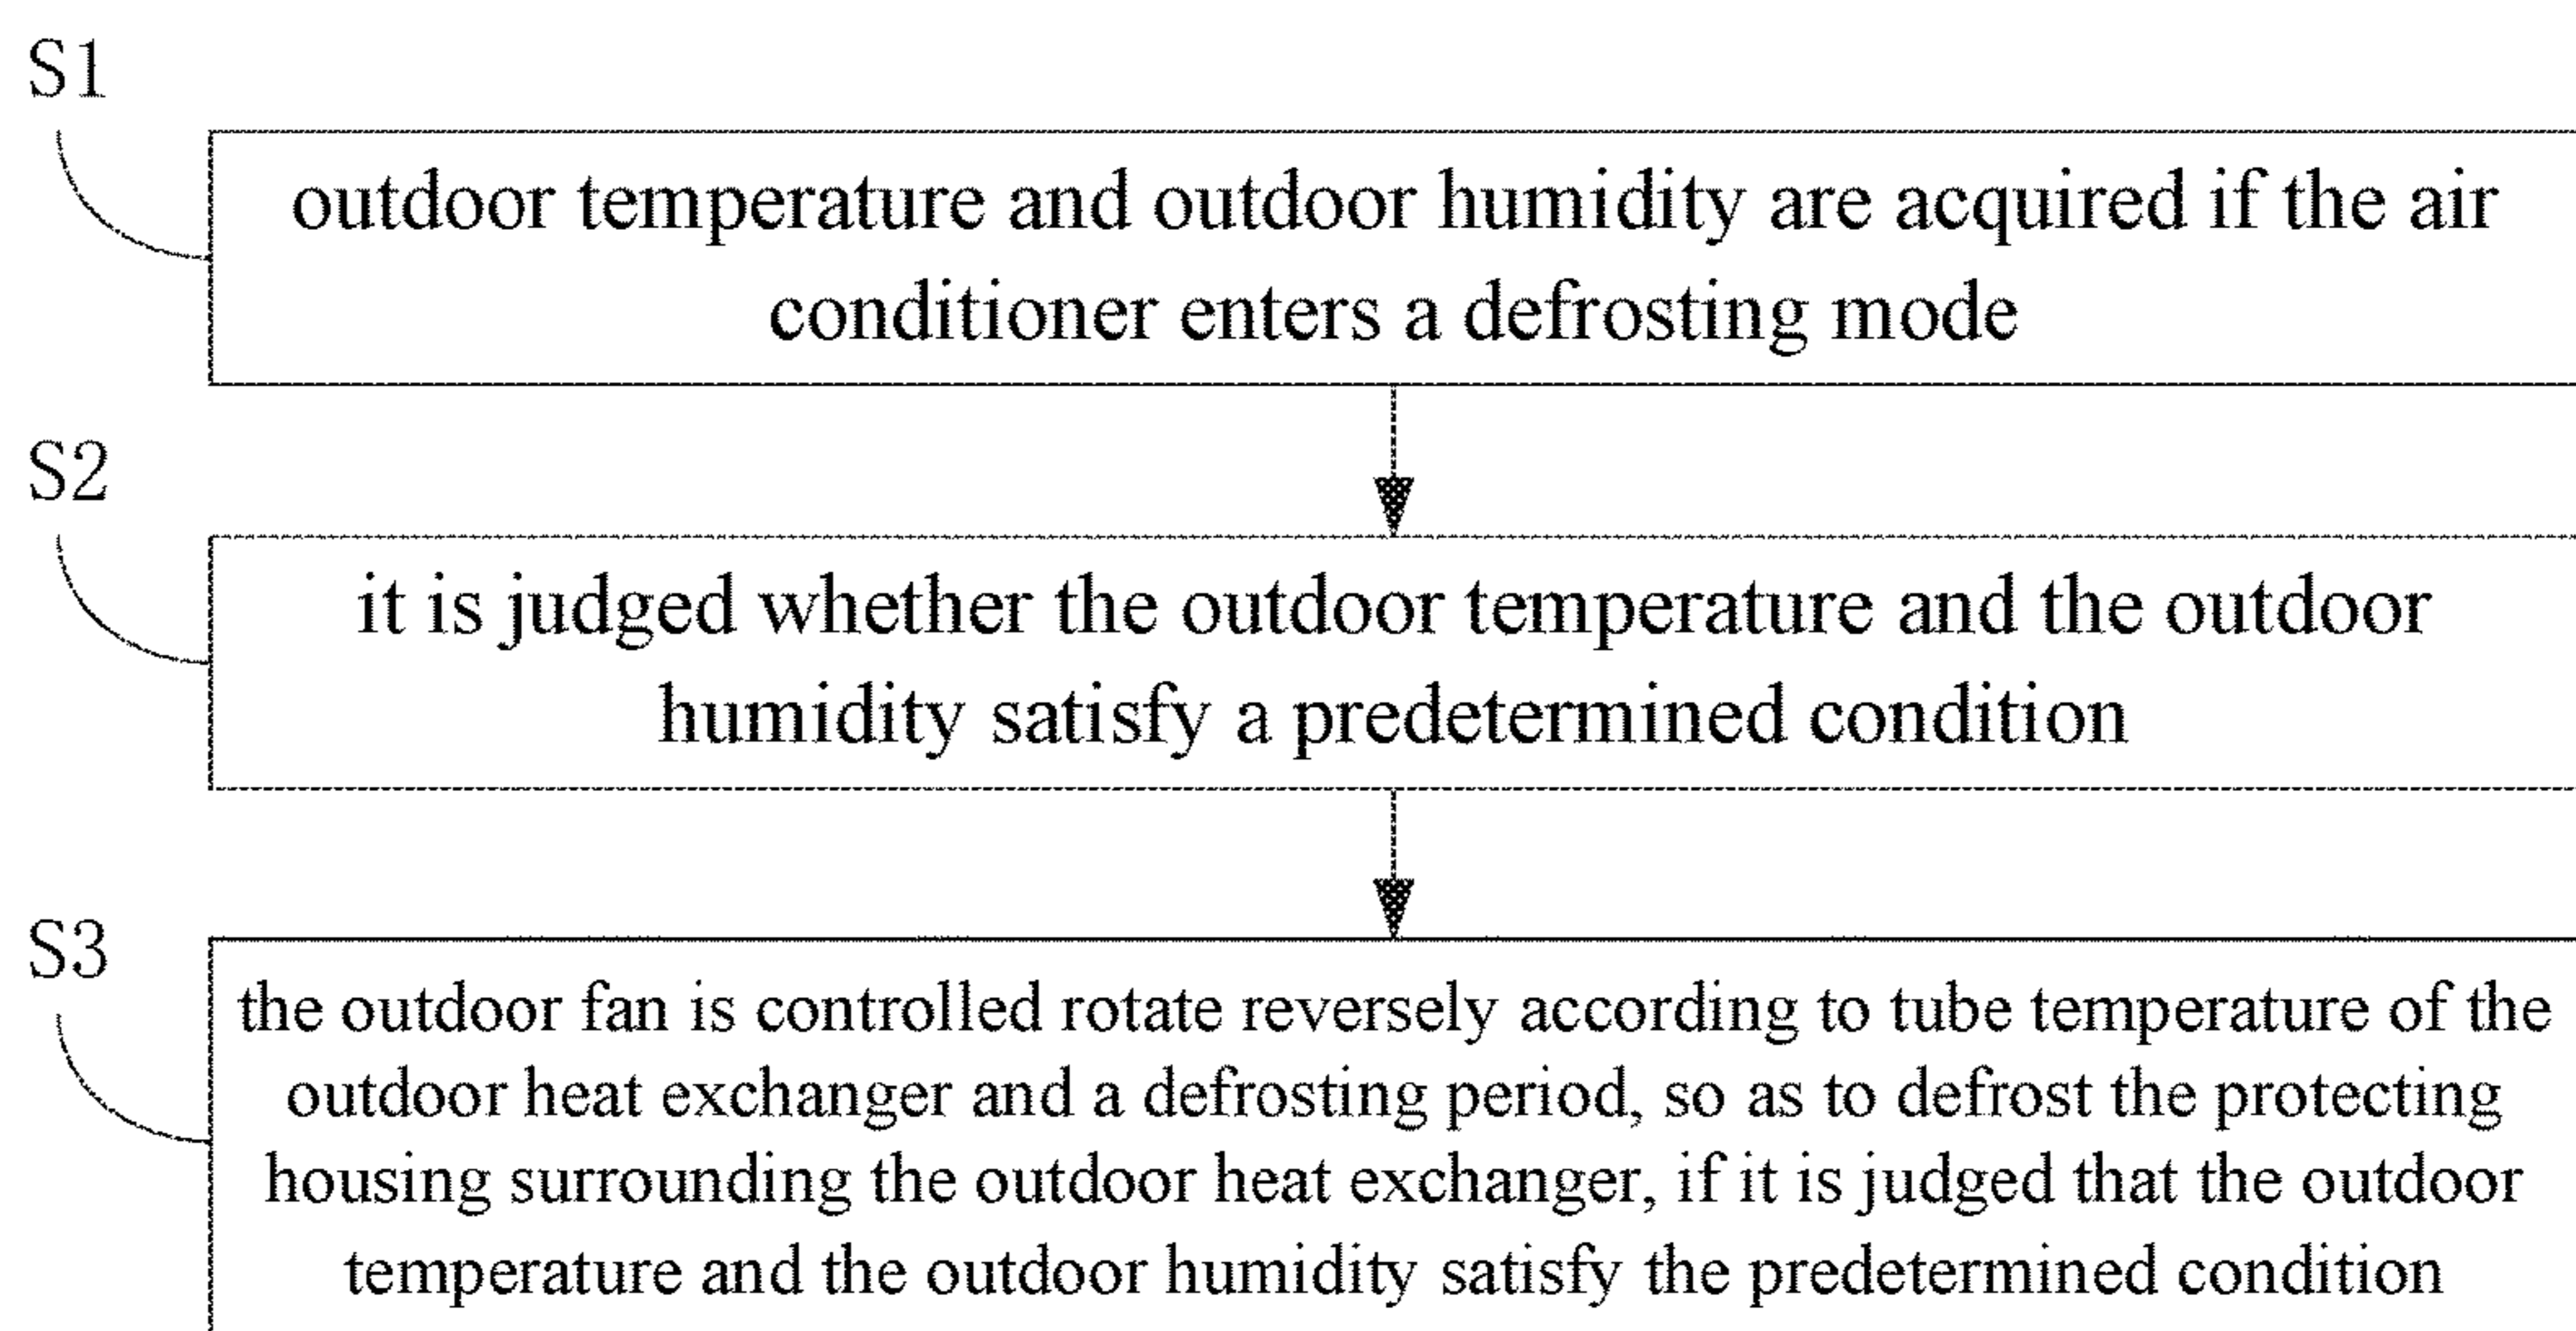 S1
outdoor temperature and outdoor humidity are acquired if the air
conditioner enters a defrosting mode
S2
it is judged whether the outdoor temperature and the outdoor
humidity satisfy a predetermined condition
S3
the outdoor fan is controlled rotate reversely according to tube temperature of the
outdoor heat exchanger and a defrosting period, so as to defrost the protecting
housing surrounding the outdoor heat exchanger, if it is judged that the outdoor
temperature and the outdoor humidity satisfy the predetermined condition